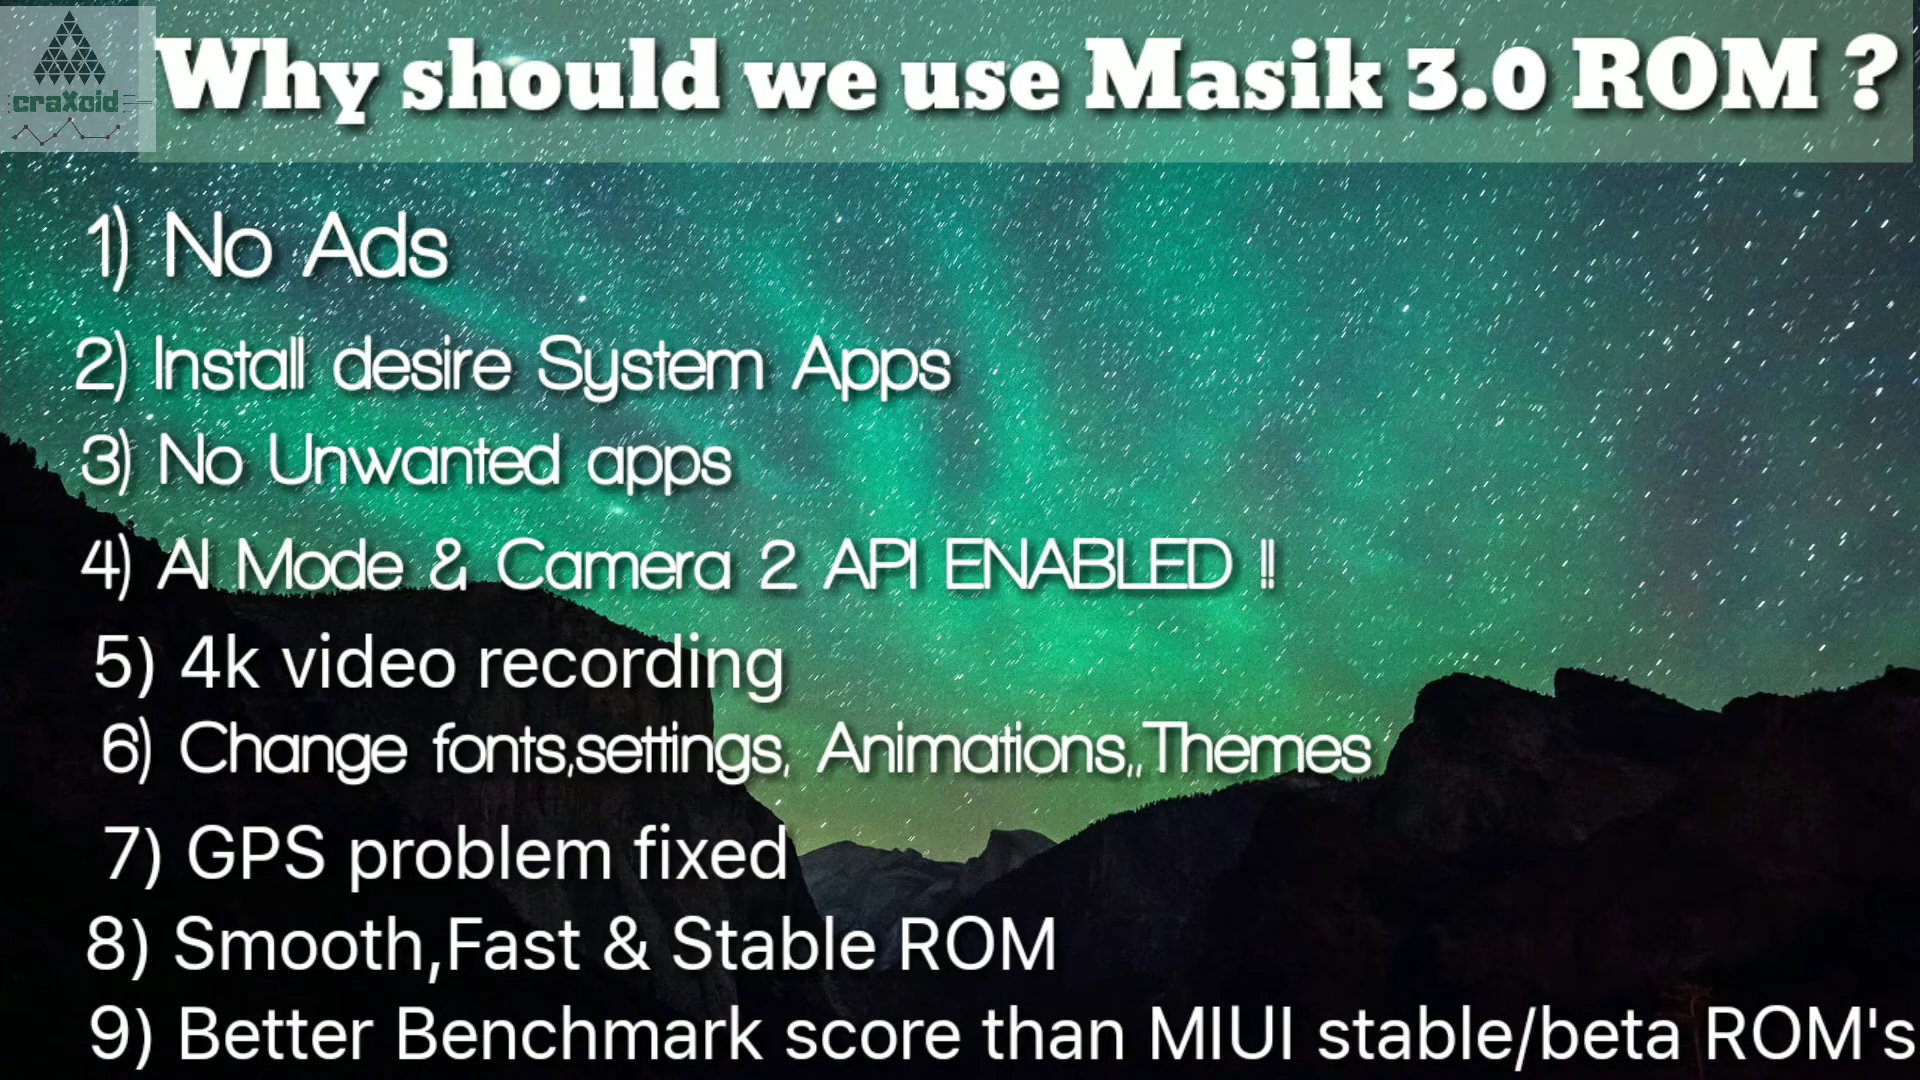 craXoid
Why should we use Masik 3.0 ROM ?
1) No Ads
2) Install desire System Apps
3) No Unwanted apps
4) AI Mode & Camera 2 API ENABLED !!
5) 4k video recording
6) Change fonts,settings, Animations,,Themes
7) GPS problem fixed
8) Smooth,Fast & Stable ROM
9) Better Benchmark score than MIUI stable/beta ROM's